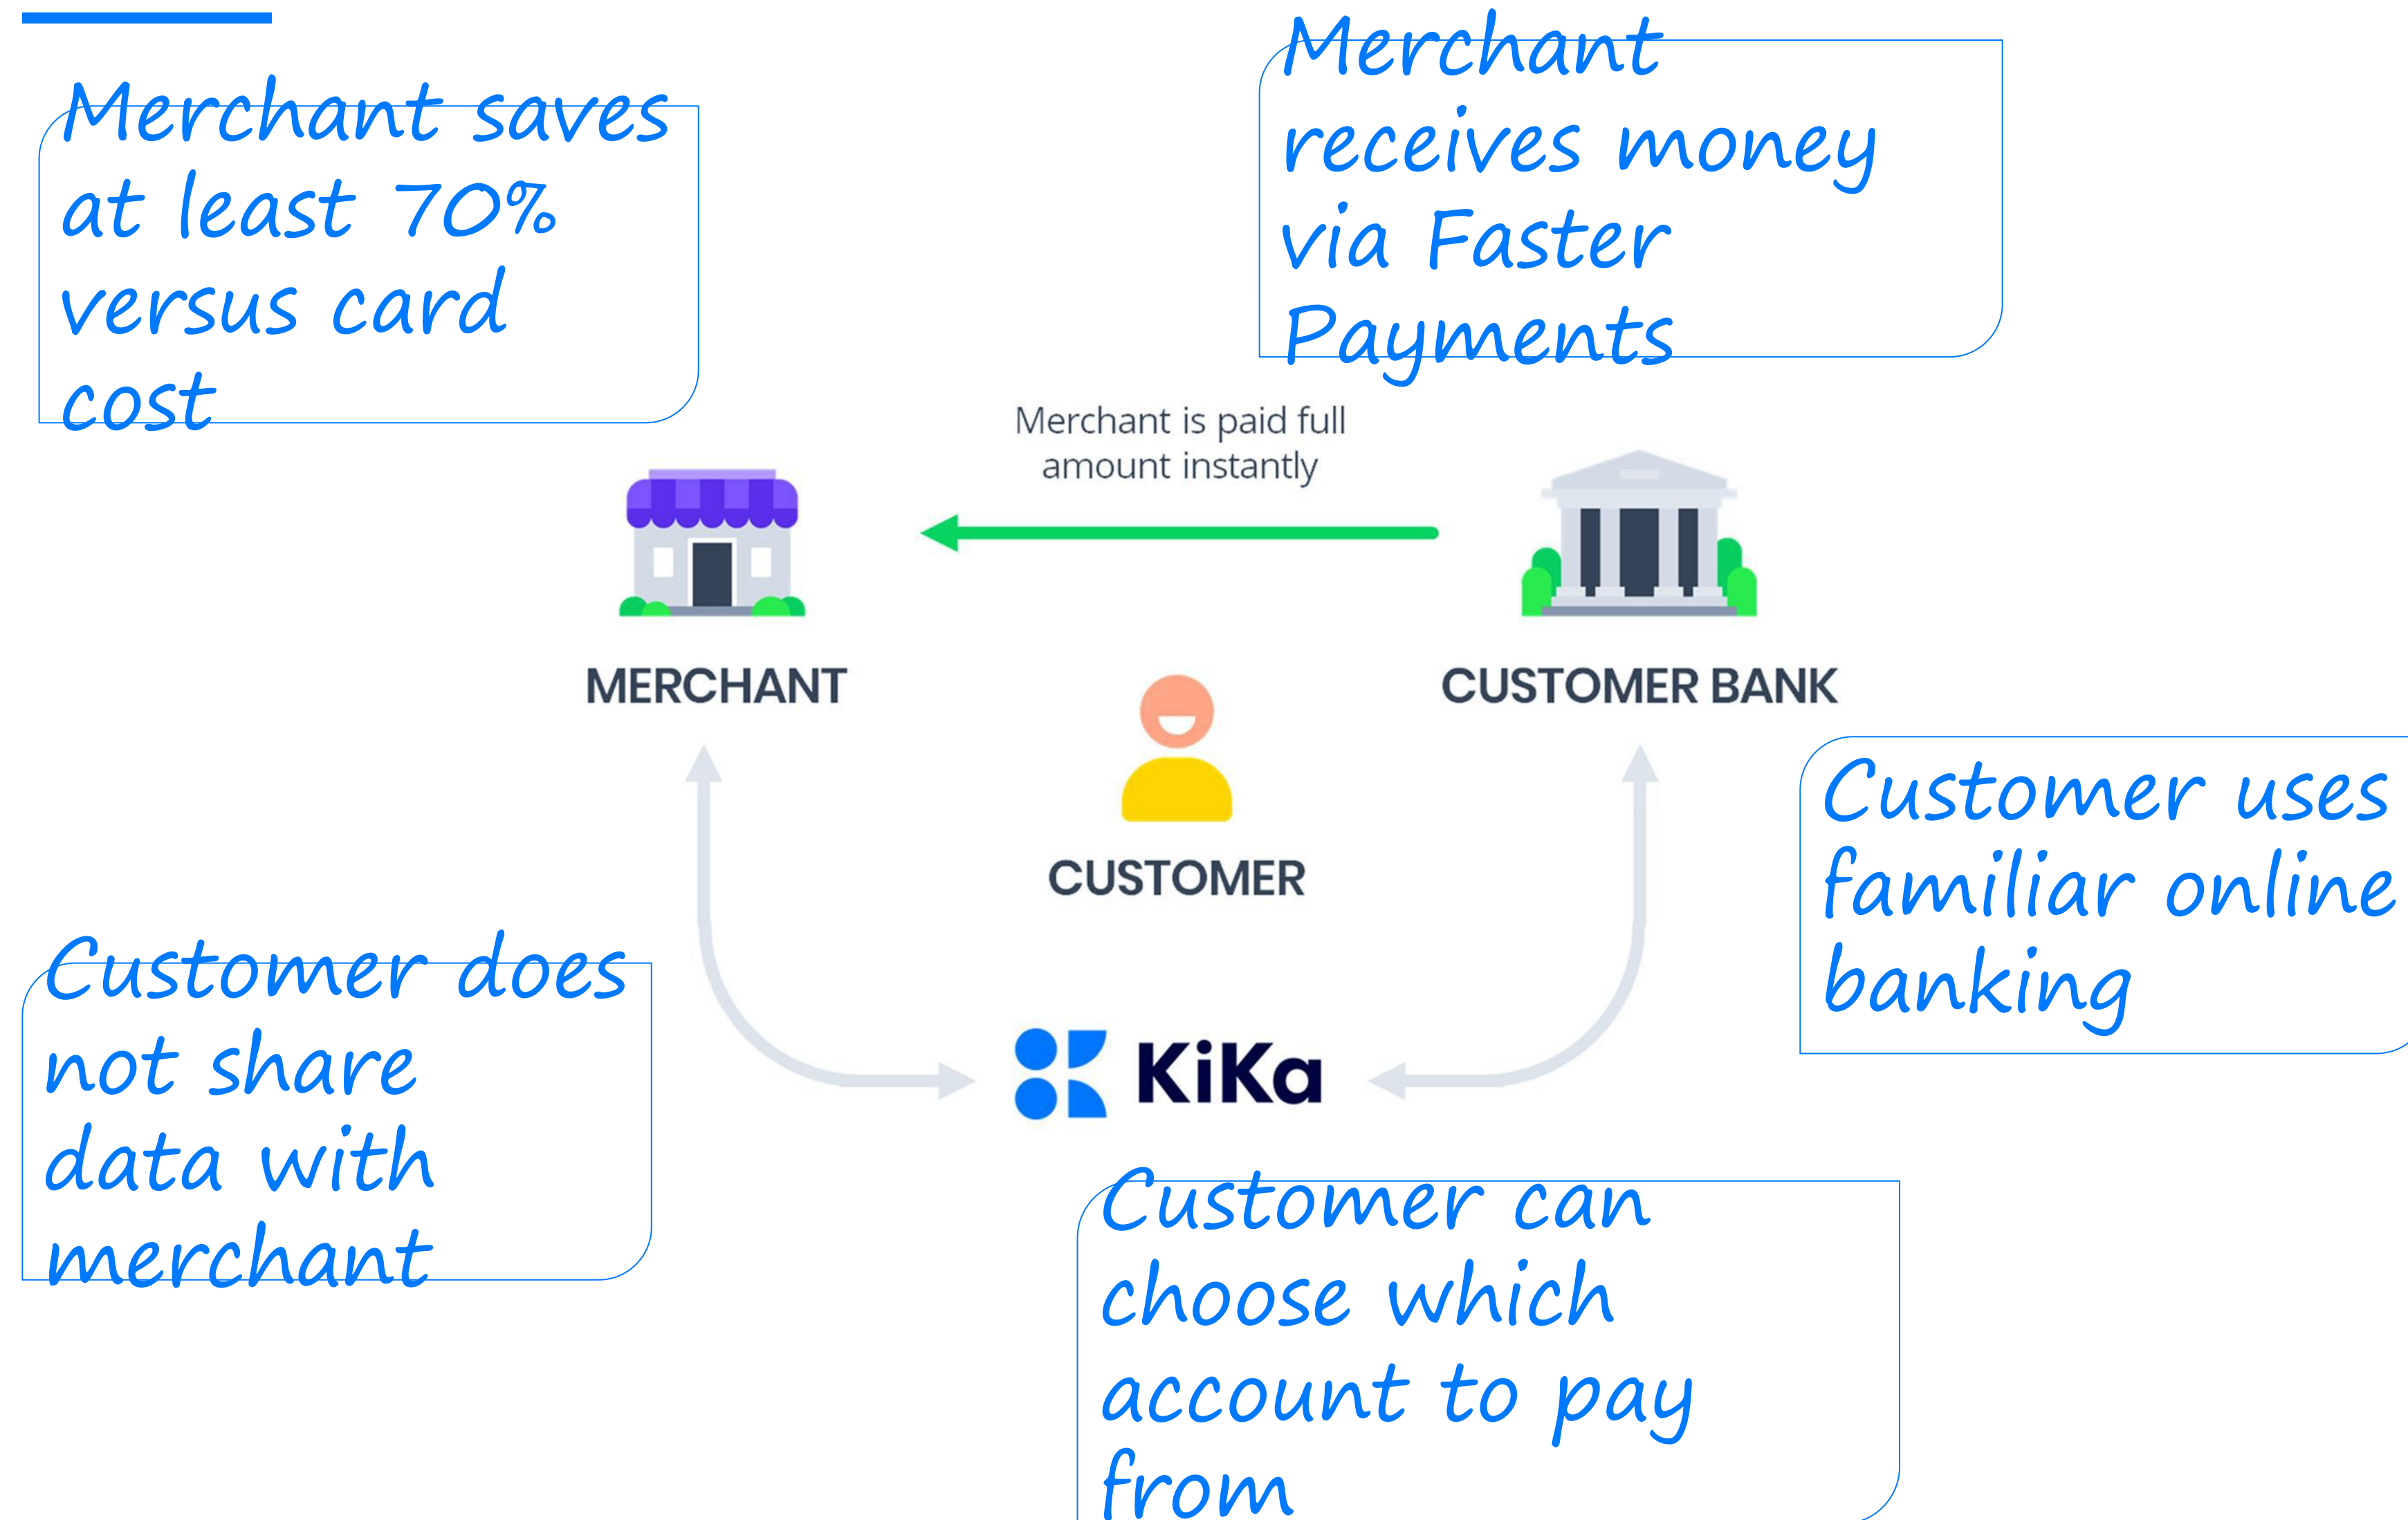 Merchant saves
at least 70%
versus card
cost
Merchant
receives money
via Faster
Payments
Merchant is paid full
amount instantly
MERCHANT
CUSTOMER BANK
CUSTOMER
Customer uses
familiar online
banking
Customer does
not share
data with
merchant
KiKa
Customer can
choose which
account to pay
from